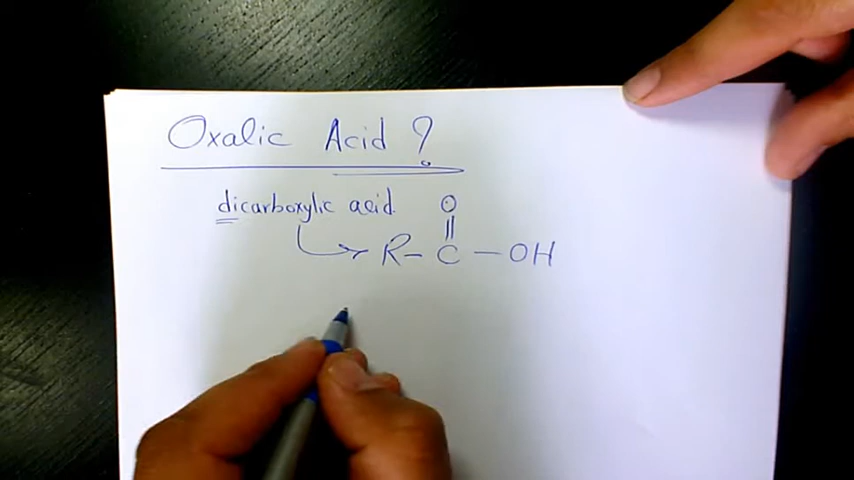 Oxalic Acid ?
dicarboxylic acid.
O
R - C - OH